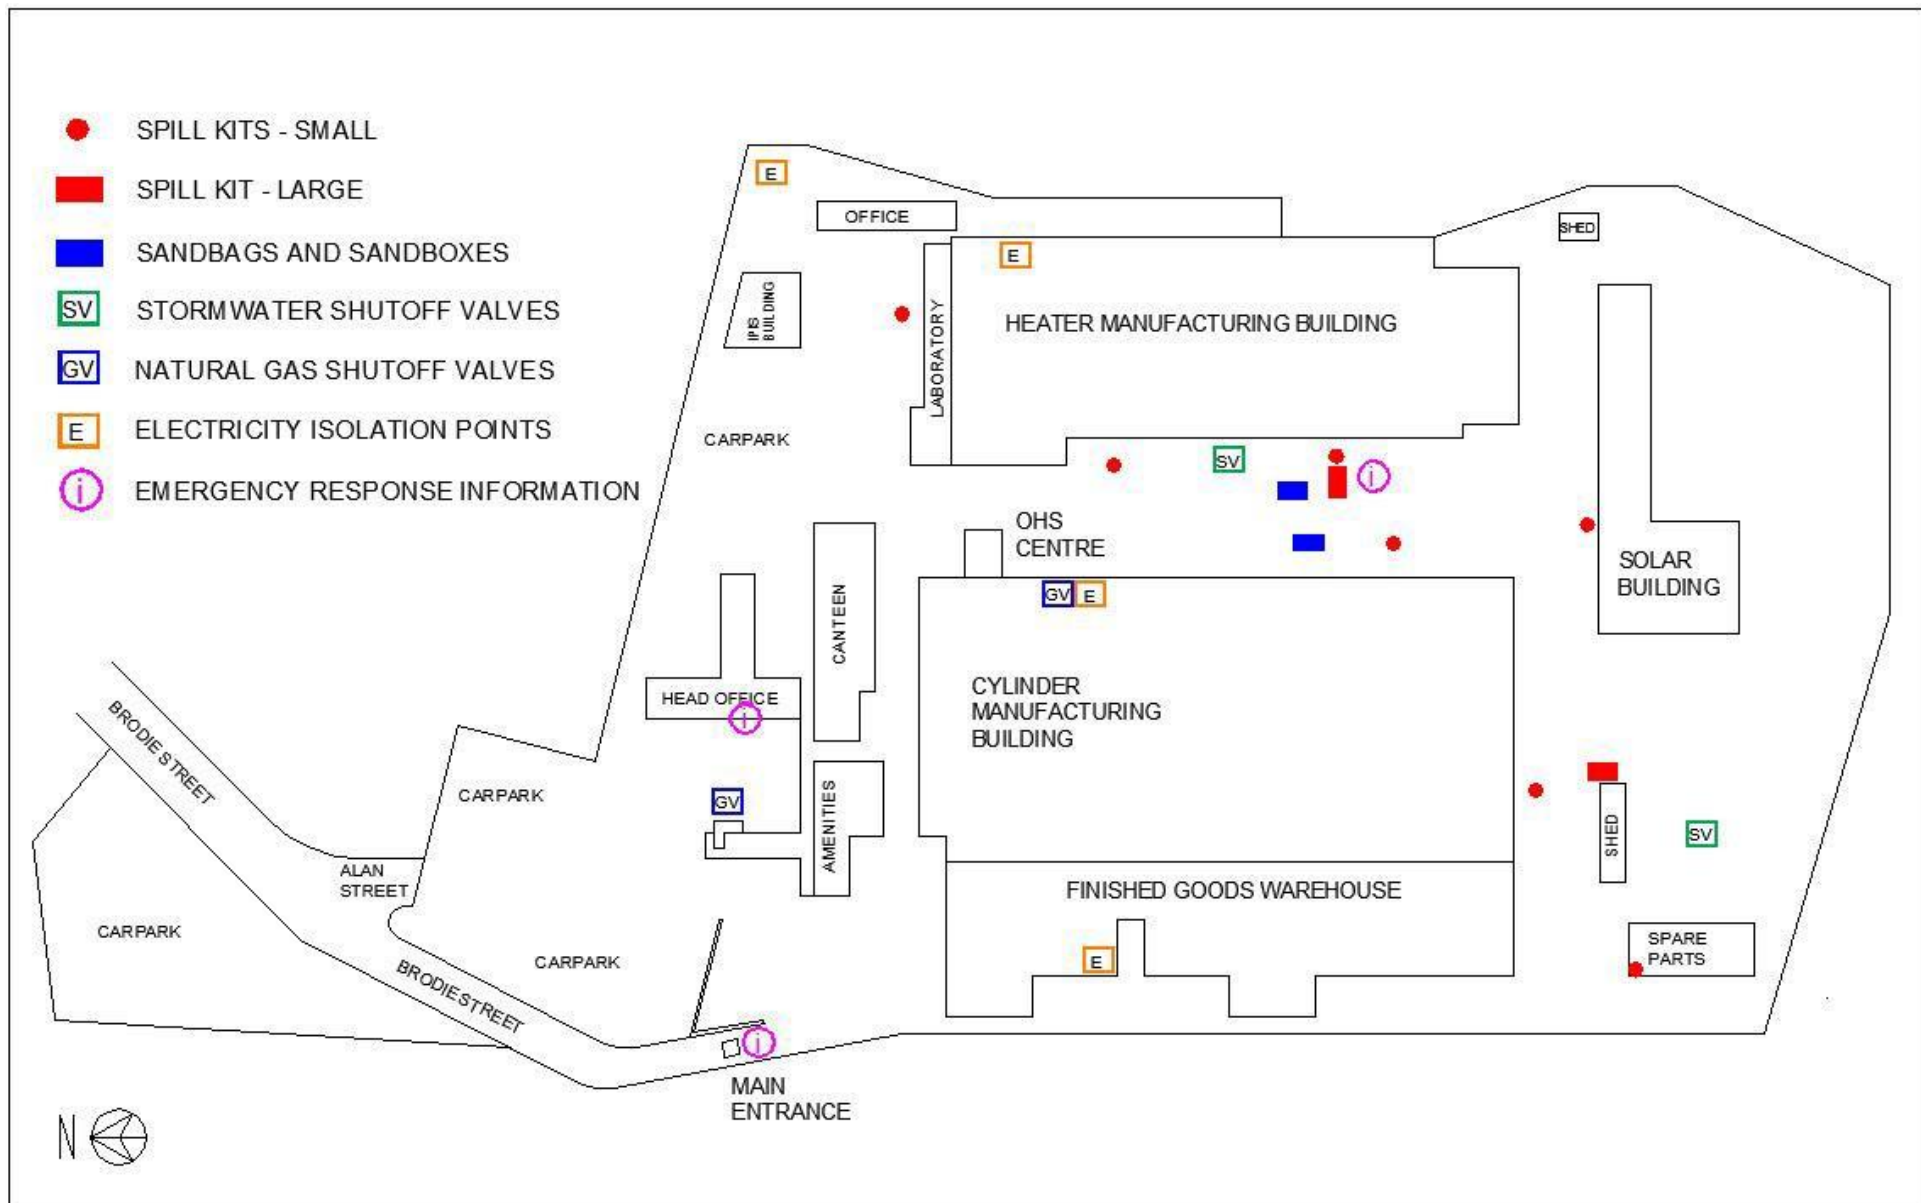 SPILL KITS - SMALL
SPILL KIT - LARGE
SANDBAGS AND SANDBOXES
SV STORMWATER SHUTOFF VALVES
GV NATURAL GAS SHUTOFF VALVES
E ELECTRICITY ISOLATION POINTS
i EMERGENCY RESPONSE INFORMATION
E
OFFICE
SHED
E
IPIS
BUILDING
LABORATORY
HEATER MANUFACTURING BUILDING
CARPARK
SV
i
OHS
CENTRE
SOLAR
BUILDING
GV
E
CANTEEN
HEAD OFFICE
i
CYLINDER
MANUFACTURING
BUILDING
BRODIE STREET
CARPARK
GV
AMENITIES
SHED
SV
ALAN
STREET
FINISHED GOODS WAREHOUSE
CARPARK
CARPARK
E
SPARE
PARTS
BRODIE STREET
i
MAIN
ENTRANCE
N